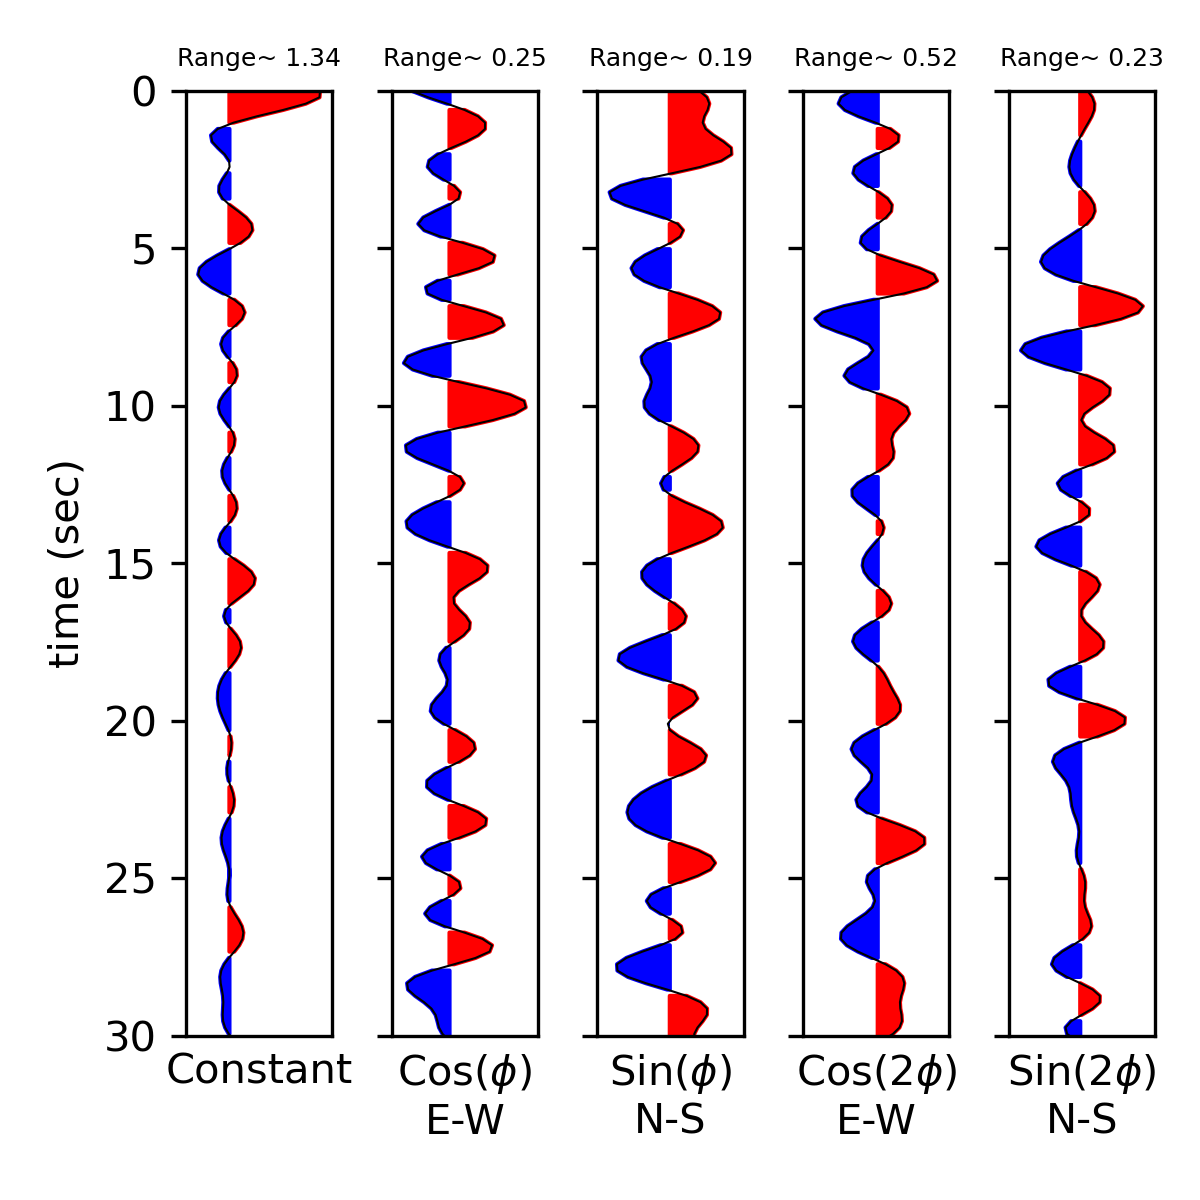 Range~ 1.34 Range~ 0.25 Range~ 0.19 Range~ 0.52 Range~ 0.23
0
5
10
15
20
25
30
time (sec)
Constant Cos(ϕ) Sin(ϕ) Cos(2ϕ) Sin(2ϕ)
E-W N-S E-W N-S